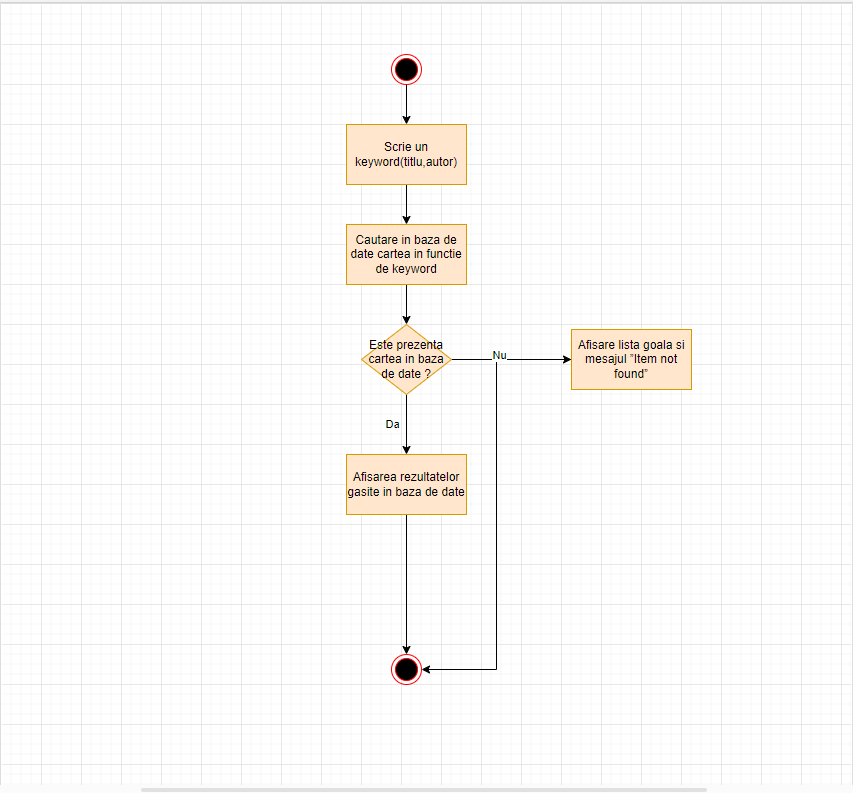 Scrie un
keyword(titlu,autor)
Cautare in baza de
date cartea in functie
de keyword
Este prezenta
cartea in baza
de date ?
Nu
Afisare lista goala si
mesajul ”Item not
found”
Da
Afisarea rezultatelor
gasite in baza de date